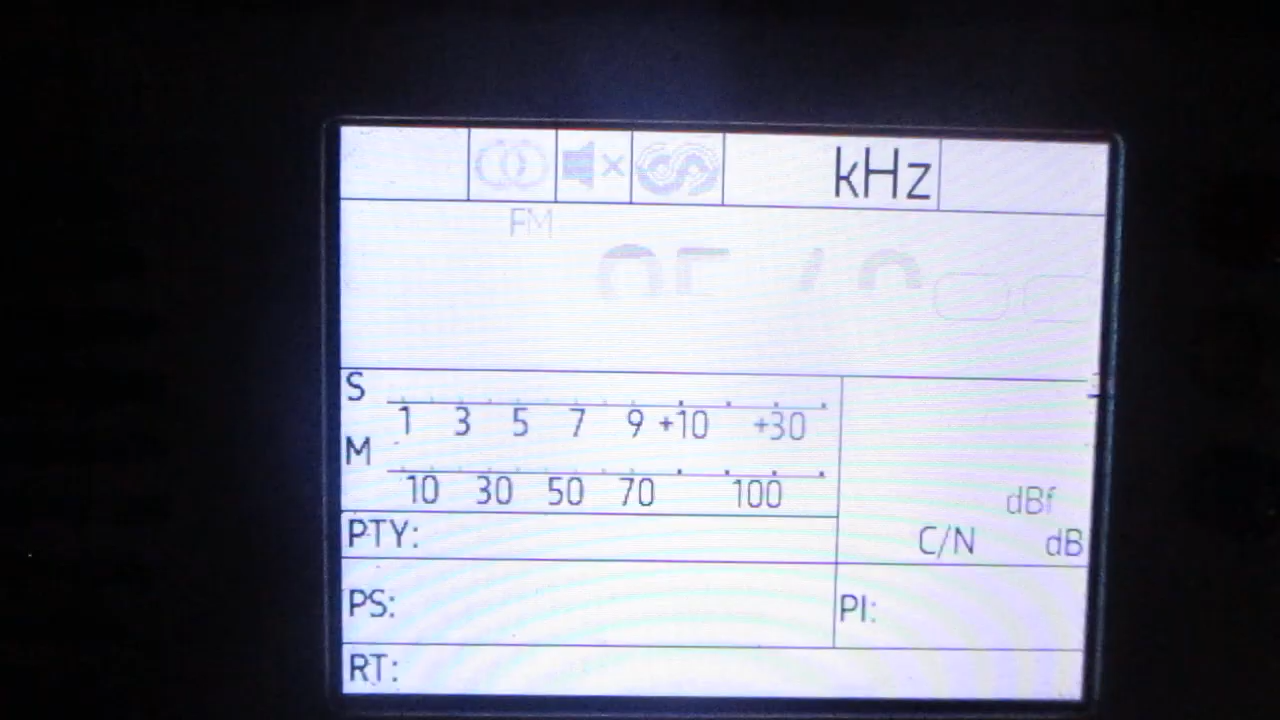 kHz
FM
S
1 3 5 7 9 +10 +30
M
10 30 50 70 100
dBf
C/N dB
PTY:
PS:
PI:
RT: